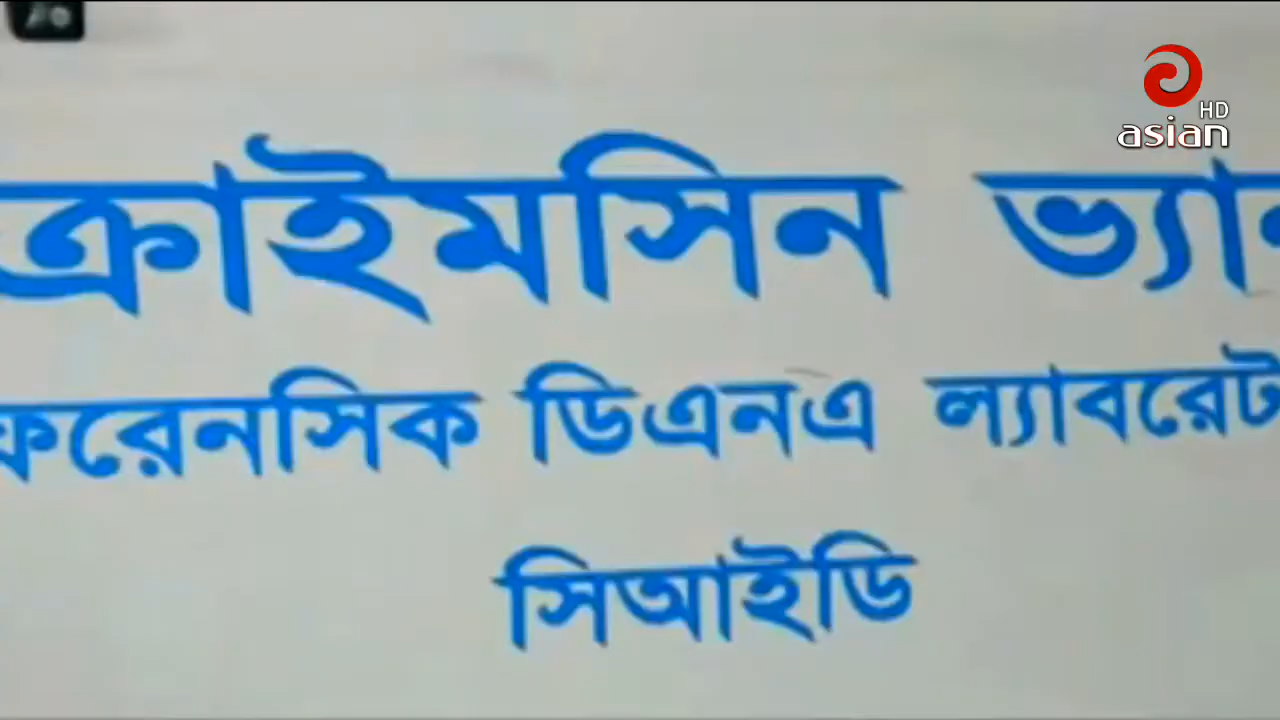 HD
asian
ক্রাইমসিন ভ্যান
ফরেনসিক ডিএনএ
সিআইডি